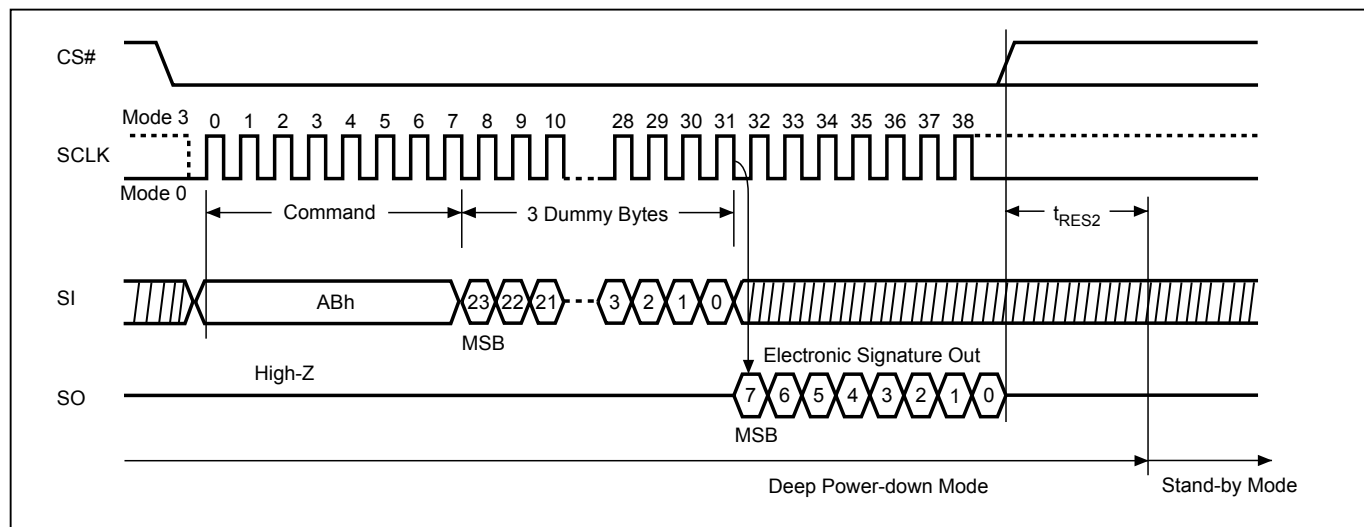 CS#
Mode 3
0 1 2 3 4 5 6 7 8 9 10 28 29 30 31 32 33 34 35 36 37 38
SCLK
Mode 0
Command
3 Dummy Bytes
tRES2
SI
ABh
23 22 21 3 2 1 0
MSB
Electronic Signature Out
High-Z
SO
7 6 5 4 3 2 1 0
MSB
Deep Power-down Mode
Stand-by Mode